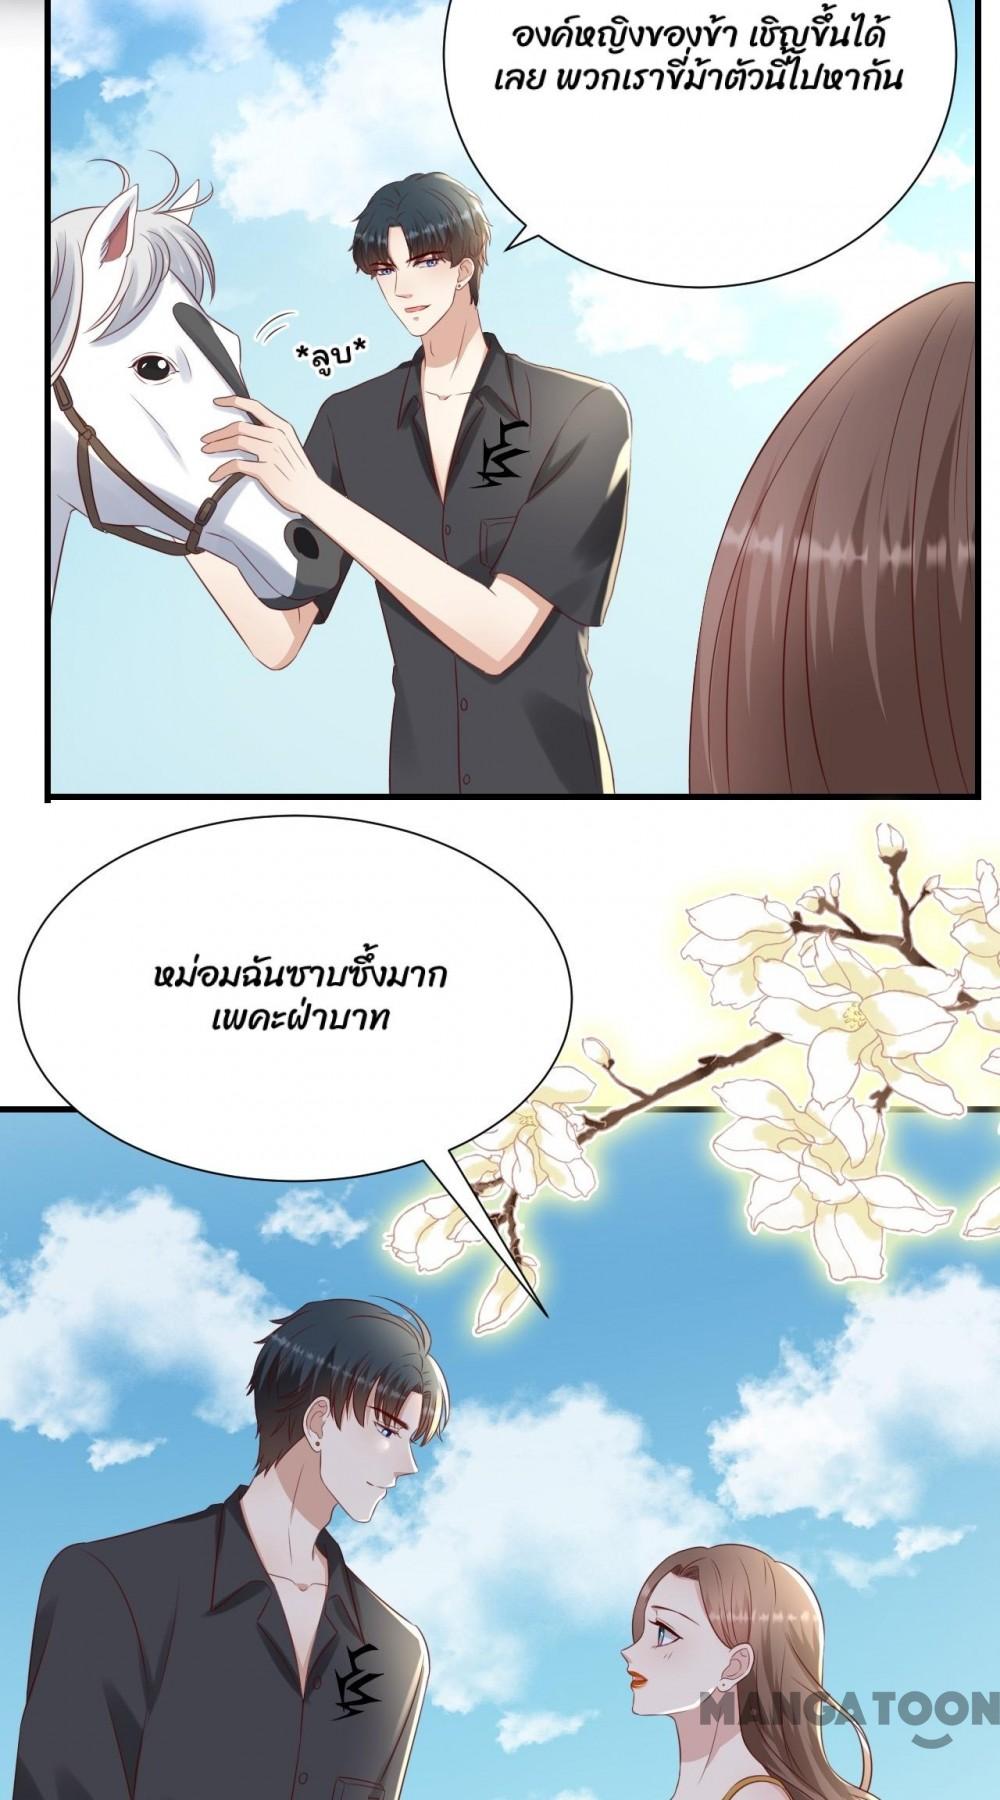 องค์หญิงของข้า เชิญขึ้นได้
เลย พวกเราขี่ม้าตัวนี้ไปหากัน
*ลูบ*
หม่อมฉันซาบซึ้งมาก
เพคะฝ่าบาท
MANGATOON